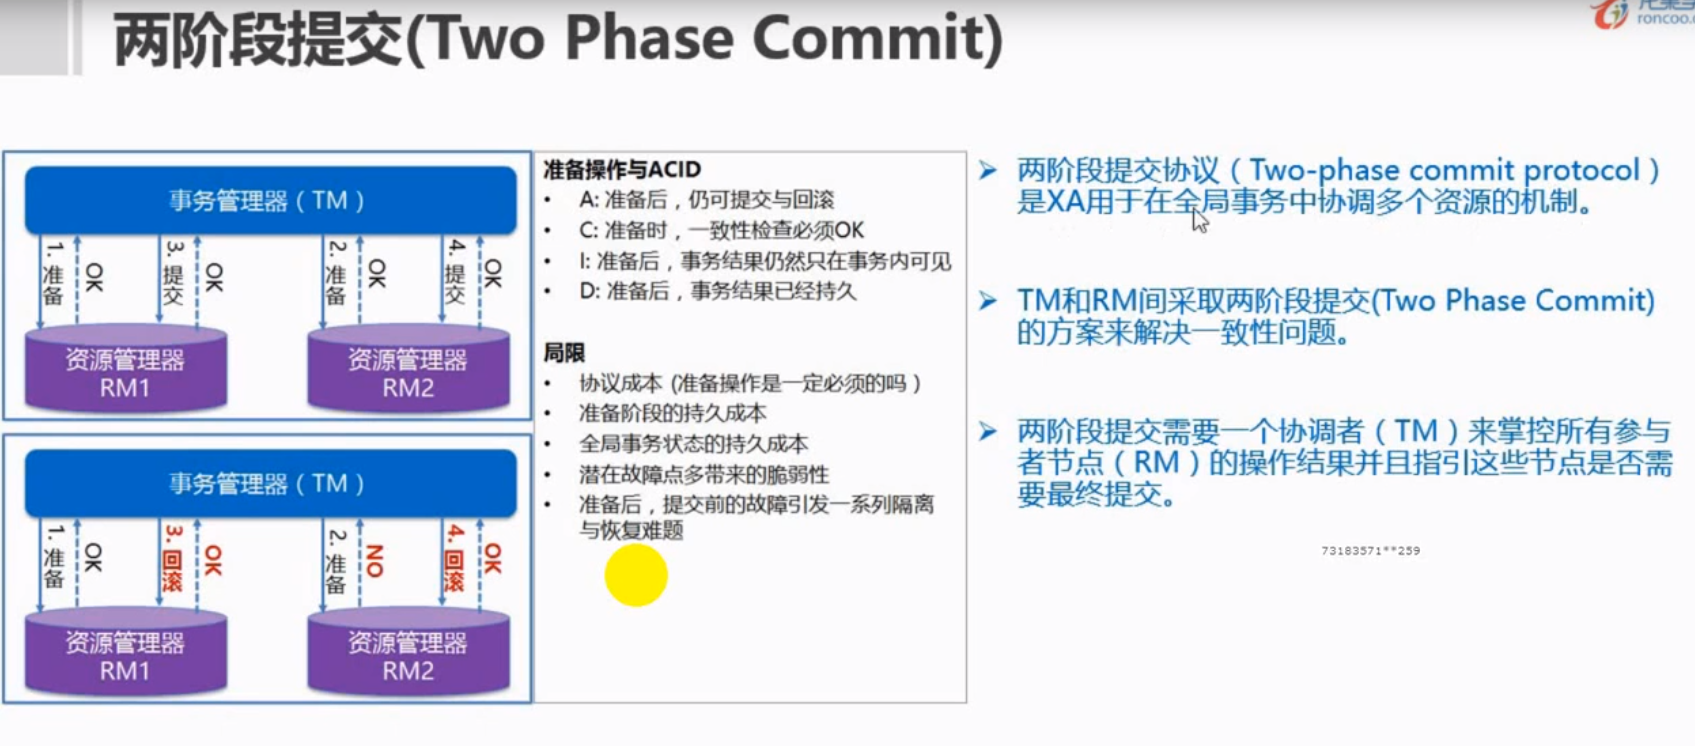 两阶段提交(Two Phase Commit)
roncoo.
事务管理器（TM）
1. 准备
OK
3. 提交
OK
2. 准备
OK
4. 提交
OK
资源管理器
RM1
资源管理器
RM2
事务管理器（TM）
1. 准备
OK
3. 回滚
OK
2. 准备
NO
4. 回滚
OK
资源管理器
RM1
资源管理器
RM2
准备操作与ACID
• A: 准备后，仍可提交与回滚
• C: 准备时，一致性检查必须OK
• I: 准备后，事务结果仍然只在事务内可见
• D: 准备后，事务结果已经持久
局限
• 协议成本 (准备操作是一定必须的吗）
• 准备阶段的持久成本
• 全局事务状态的持久成本
• 潜在故障点多带来的脆弱性
• 准备后，提交前的故障引发一系列隔离
与恢复难题
➢ 两阶段提交协议（Two-phase commit protocol）
是XA用于在全局事务中协调多个资源的机制。
➢ TM和RM间采取两阶段提交(Two Phase Commit)
的方案来解决一致性问题。
➢ 两阶段提交需要一个协调者（TM）来掌控所有参与
者节点（RM）的操作结果并且指引这些节点是否需
要最终提交。
73183571**259